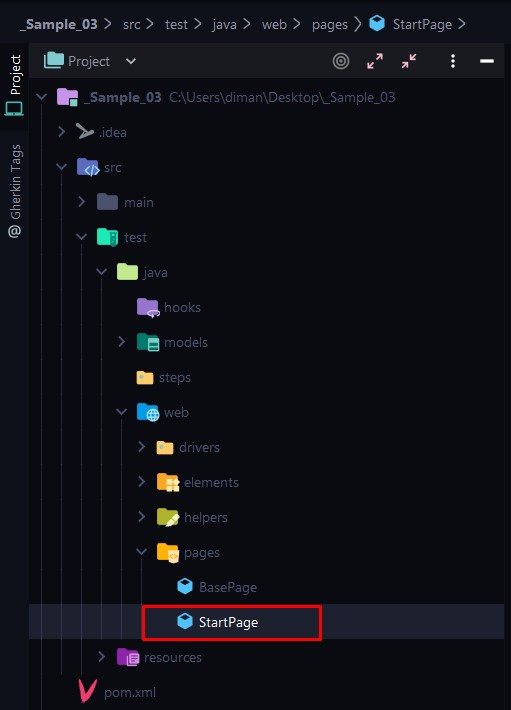 _Sample_03 > src > test > java > web > pages > StartPage >
Project
Project
_Sample_03 C:\Users\diman\Desktop\_Sample_03
.idea
src
main
test
java
hooks
models
steps
web
drivers
elements
helpers
pages
BasePage
StartPage
resources
pom.xml
@ Gherkin Tags